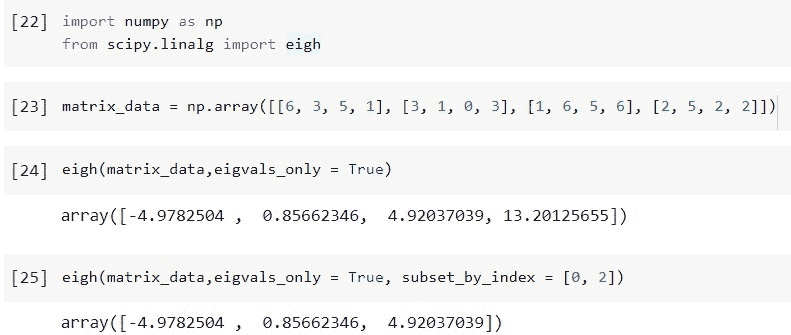 [22] import numpy as np
from scipy.linalg import eigh
[23] matrix_data = np.array([[6, 3, 5, 1], [3, 1, 0, 3], [1, 6, 5, 6], [2, 5, 2, 2]])
[24] eigh(matrix_data,eigvals_only = True)
array([-4.9782504 , 0.85662346, 4.92037039, 13.20125655])
[25] eigh(matrix_data,eigvals_only = True, subset_by_index = [0, 2])
array([-4.9782504 , 0.85662346, 4.92037039])